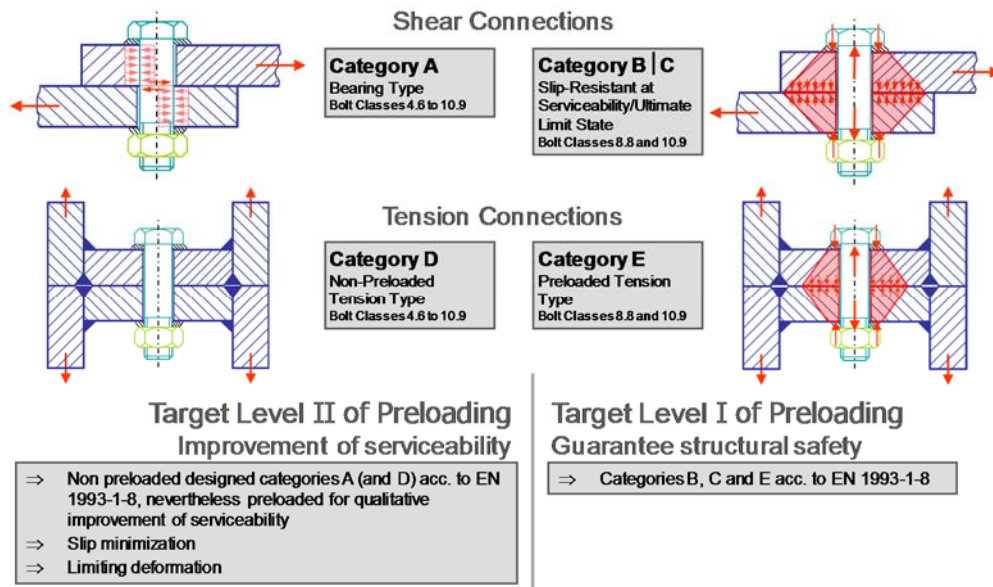 Shear Connections
Category A
Bearing Type
Bolt Classes 4.6 to 10.9
Category B | C
Slip-Resistant at
Serviceability/Ultimate
Limit State
Bolt Classes 8.8 and 10.9
Tension Connections
Category D
Non-Preloaded
Tension Type
Bolt Classes 4.6 to 10.9
Category E
Preloaded Tension
Type
Bolt Classes 8.8 and 10.9
Target Level II of Preloading
Improvement of serviceability
⇒ Non preloaded designed categories A (and D) acc. to EN
1993-1-8, nevertheless preloaded for qualitative
improvement of serviceability
⇒ Slip minimization
⇒ Limiting deformation
Target Level I of Preloading
Guarantee structural safety
⇒ Categories B, C and E acc. to EN 1993-1-8